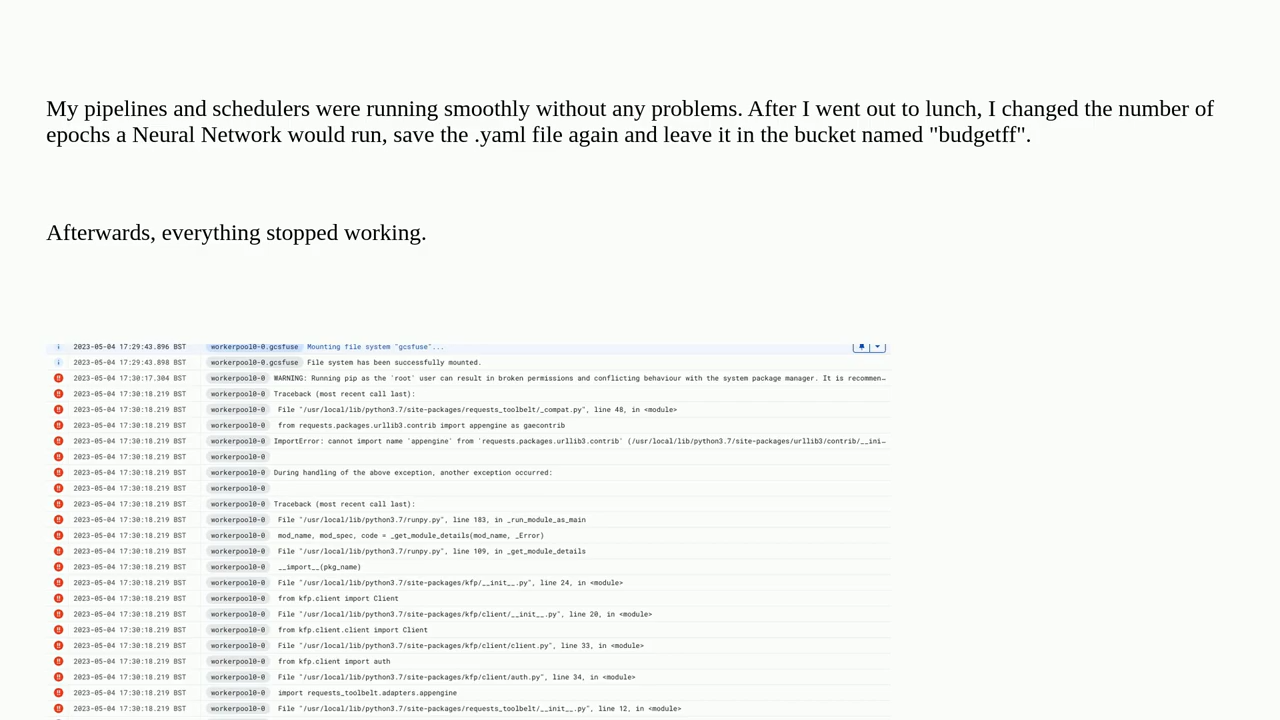 My pipelines and schedulers were running smoothly without any problems. After I went out to lunch, I changed the number of
epochs a Neural Network would run, save the .yaml file again and leave it in the bucket named "budgetff".
Afterwards, everything stopped working.
2023-05-04 17:29:43.896 BST workerpool0-0.gcsfuse Mounting file system "gcsfuse"...
2023-05-04 17:29:43.898 BST workerpool0-0.gcsfuse File system has been successfully mounted.
2023-05-04 17:30:17.304 BST workerpool0-0 WARNING: Running pip as the `root` user can result in broken permissions and conflicting behaviour with the system package manager. It is recommen…
2023-05-04 17:30:18.219 BST workerpool0-0 Traceback (most recent call last):
2023-05-04 17:30:18.219 BST workerpool0-0 File "/usr/local/lib/python3.7/site-packages/requests_toolbelt/_compat.py", line 48, in <module>
2023-05-04 17:30:18.219 BST workerpool0-0 from requests.packages.urllib3.contrib import appengine as gaecontrib
2023-05-04 17:30:18.219 BST workerpool0-0 ImportError: cannot import name 'appengine' from 'requests.packages.urllib3.contrib' (/usr/local/lib/python3.7/site-packages/urllib3/contrib/__ini…
2023-05-04 17:30:18.219 BST workerpool0-0
2023-05-04 17:30:18.219 BST workerpool0-0 During handling of the above exception, another exception occurred:
2023-05-04 17:30:18.219 BST workerpool0-0
2023-05-04 17:30:18.219 BST workerpool0-0 Traceback (most recent call last):
2023-05-04 17:30:18.219 BST workerpool0-0 File "/usr/local/lib/python3.7/runpy.py", line 183, in _run_module_as_main
2023-05-04 17:30:18.219 BST workerpool0-0 mod_name, mod_spec, code = _get_module_details(mod_name, _Error)
2023-05-04 17:30:18.219 BST workerpool0-0 File "/usr/local/lib/python3.7/runpy.py", line 109, in _get_module_details
2023-05-04 17:30:18.219 BST workerpool0-0 __import__(pkg_name)
2023-05-04 17:30:18.219 BST workerpool0-0 File "/usr/local/lib/python3.7/site-packages/kfp/__init__.py", line 24, in <module>
2023-05-04 17:30:18.219 BST workerpool0-0 from kfp.client import Client
2023-05-04 17:30:18.219 BST workerpool0-0 File "/usr/local/lib/python3.7/site-packages/kfp/client/__init__.py", line 20, in <module>
2023-05-04 17:30:18.219 BST workerpool0-0 from kfp.client.client import Client
2023-05-04 17:30:18.219 BST workerpool0-0 File "/usr/local/lib/python3.7/site-packages/kfp/client/client.py", line 33, in <module>
2023-05-04 17:30:18.219 BST workerpool0-0 from kfp.client import auth
2023-05-04 17:30:18.219 BST workerpool0-0 File "/usr/local/lib/python3.7/site-packages/kfp/client/auth.py", line 34, in <module>
2023-05-04 17:30:18.219 BST workerpool0-0 import requests_toolbelt.adapters.appengine
2023-05-04 17:30:18.219 BST workerpool0-0 File "/usr/local/lib/python3.7/site-packages/requests_toolbelt/__init__.py", line 12, in <module>